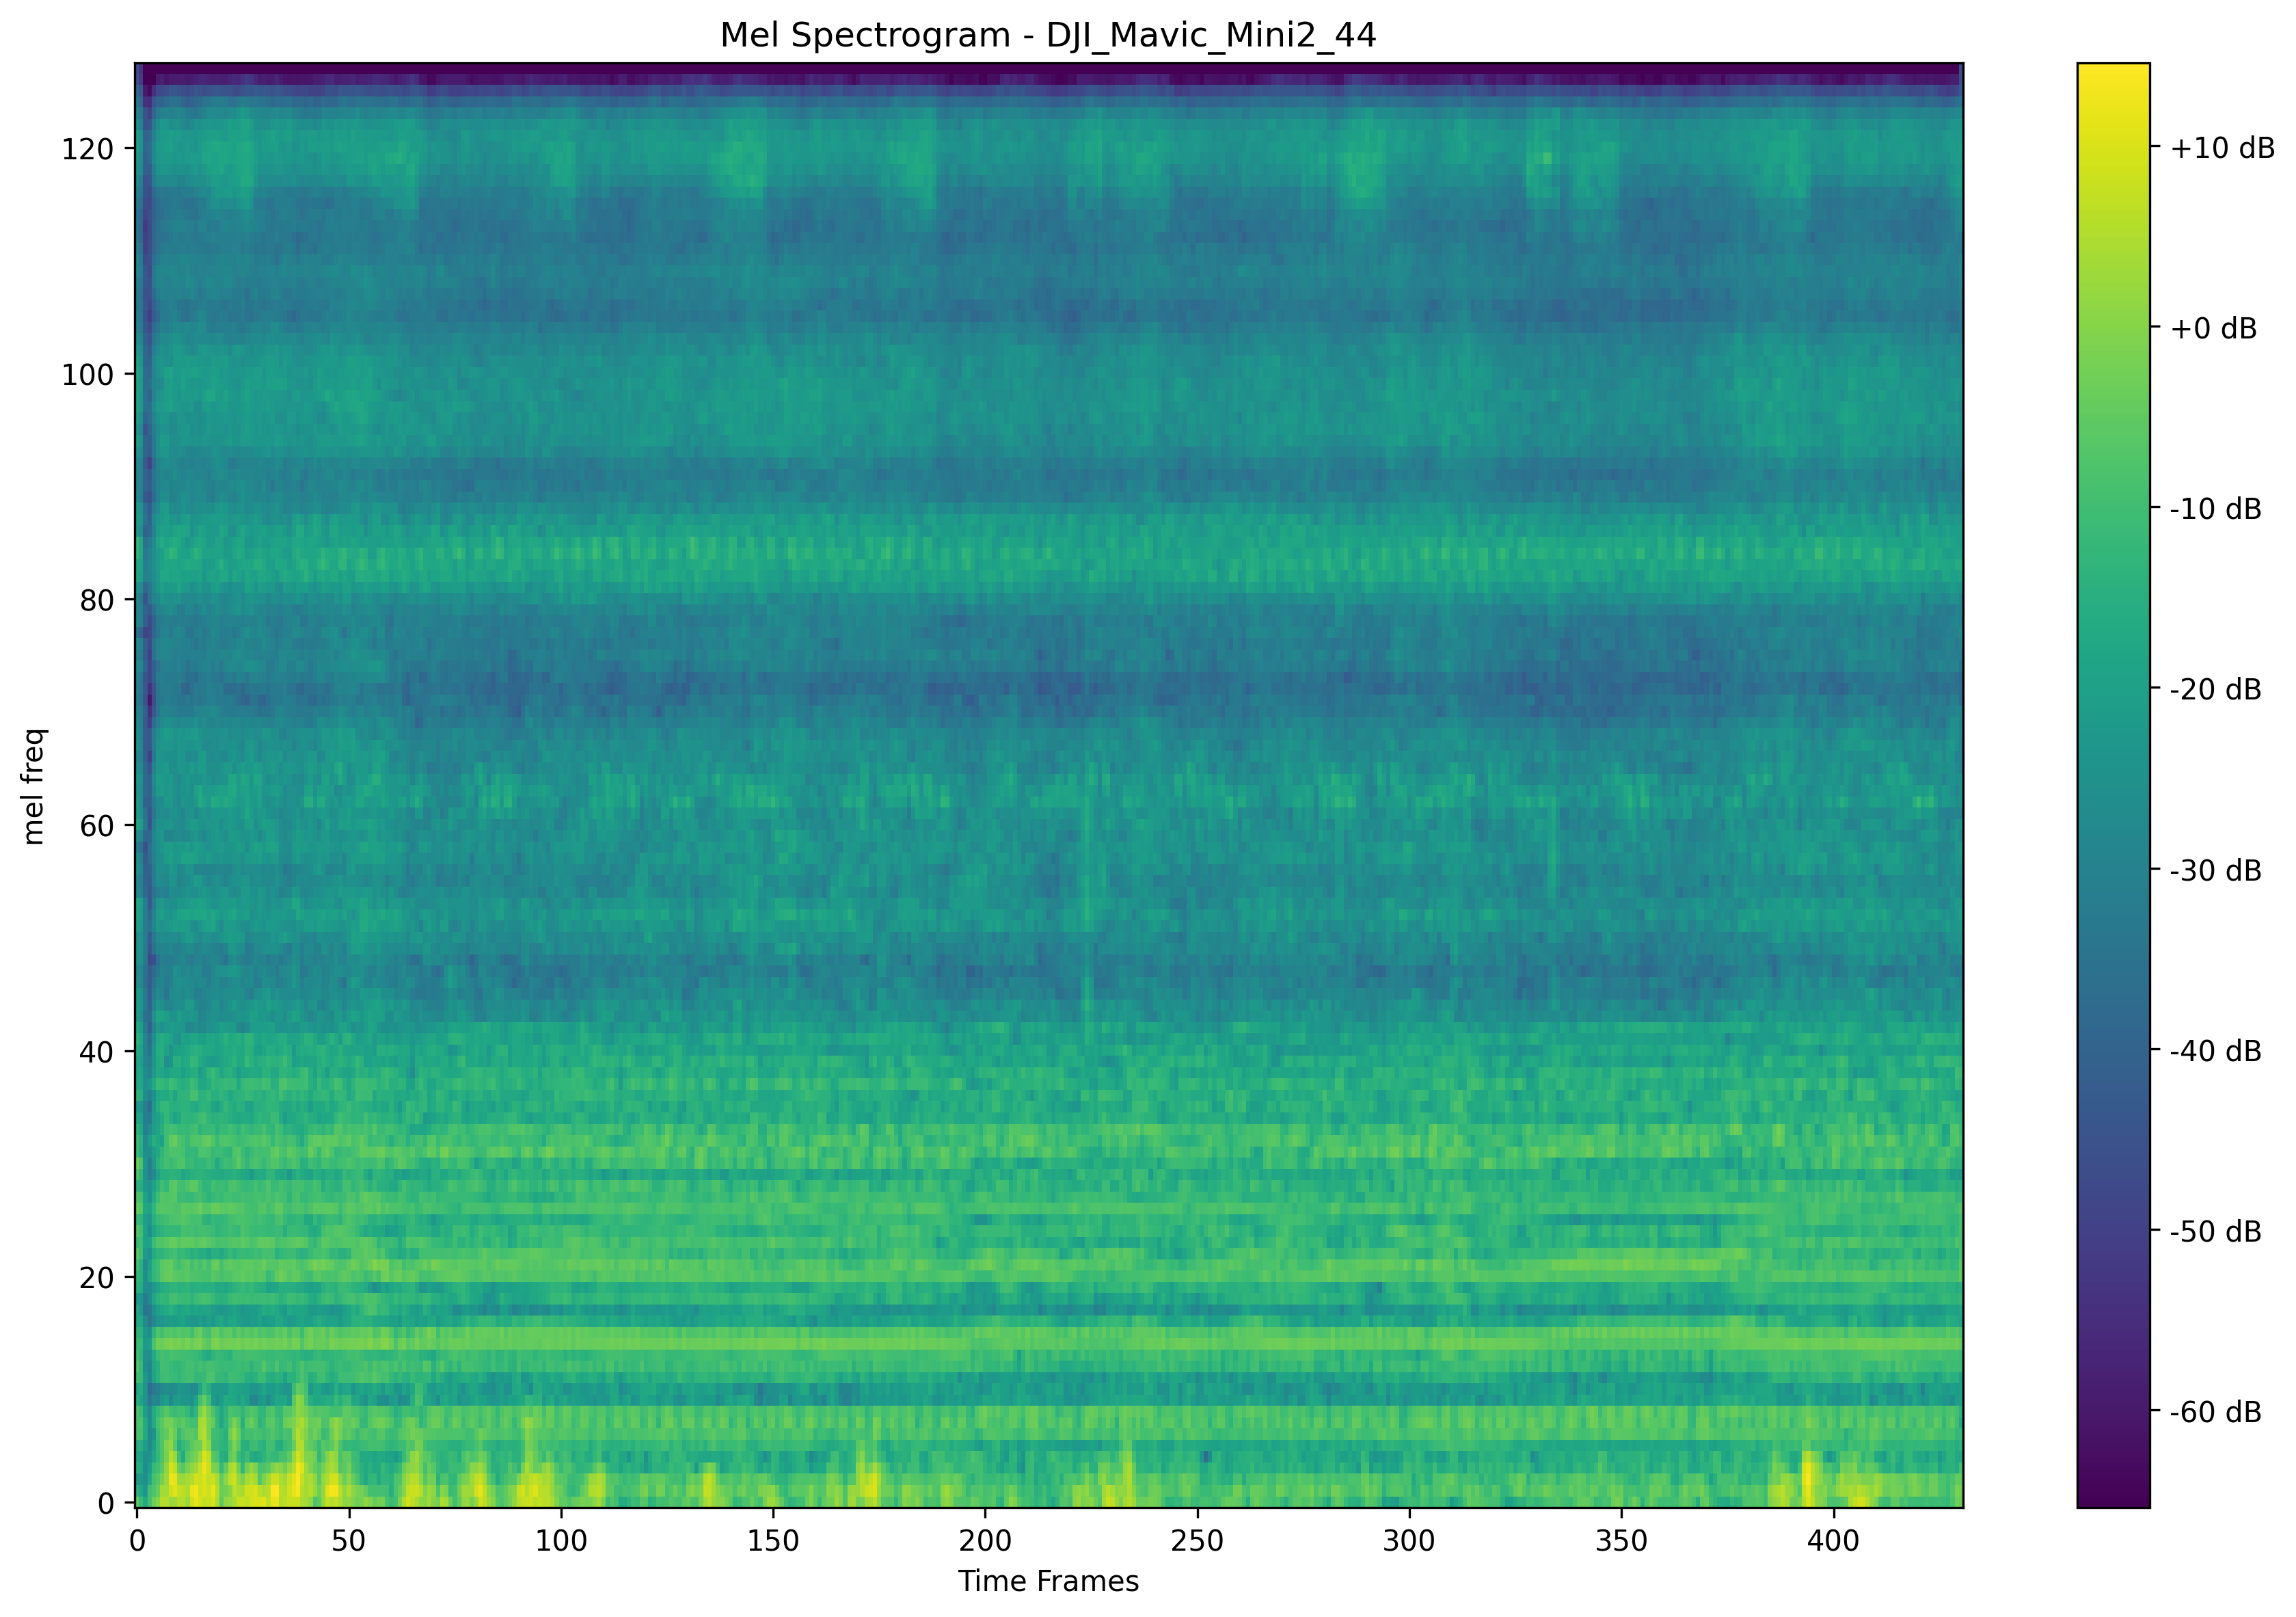 Mel Spectrogram - DJI_Mavic_Mini2_44
mel freq
120
100
80
60
40
20
0
0 50 100 150 200 250 300 350 400
Time Frames
+10 dB
+0 dB
-10 dB
-20 dB
-30 dB
-40 dB
-50 dB
-60 dB